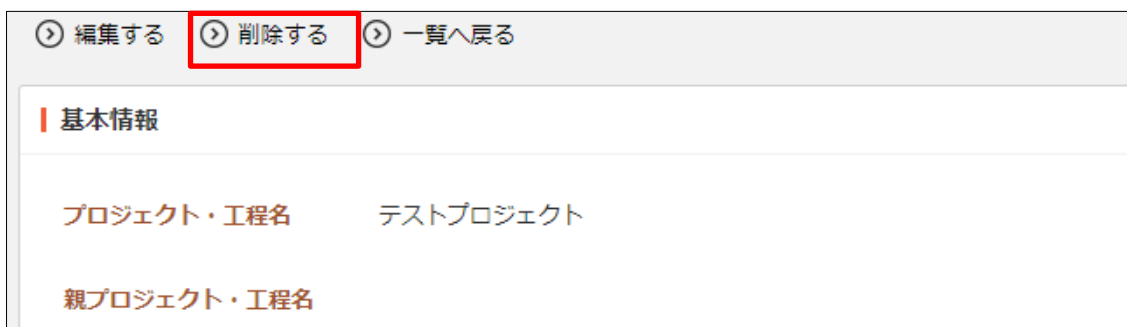 編集する 削除する 一覧へ戻る
基本情報
プロジェクト・工程名 テストプロジェクト
親プロジェクト・工程名